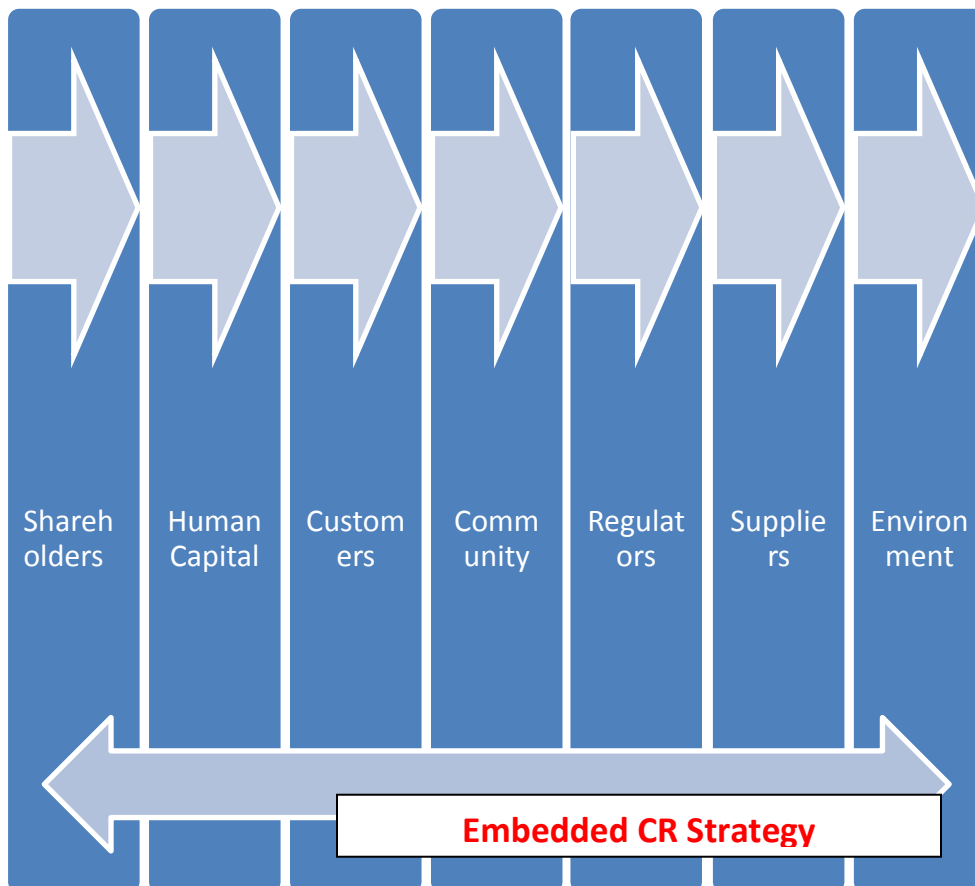 Shareh
olders
Human
Capital
Custom
ers
Comm
unity
Regulat
ors
Supplie
rs
Environ
ment
Embedded CR Strategy